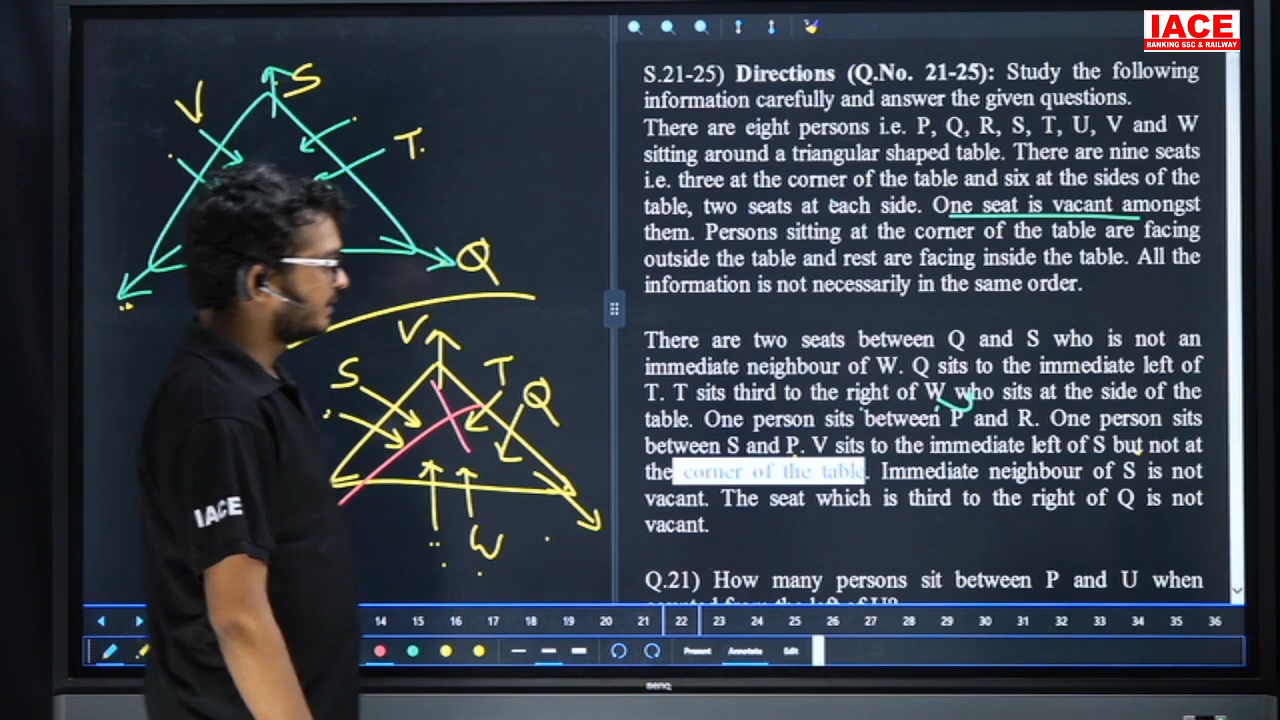 IACE
BANKING SSC & RAILWAY
S.21-25) Directions (Q.No. 21-25): Study the following
information carefully and answer the given questions.
There are eight persons i.e. P, Q, R, S, T, U, V and W
sitting around a triangular shaped table. There are nine seats
i.e. three at the corner of the table and six at the sides of the
table, two seats at each side. One seat is vacant amongst
them. Persons sitting at the corner of the table are facing
outside the table and rest are facing inside the table. All the
information is not necessarily in the same order.
There are two seats between Q and S who is not an
immediate neighbour of W. Q sits to the immediate left of
T. T sits third to the right of W who sits at the side of the
table. One person sits between P and R. One person sits
between S and P. V sits to the immediate left of S but not at
the corner of the table. Immediate neighbour of S is not
vacant. The seat which is third to the right of Q is not
vacant.
Q.21) How many persons sit between P and U when
S
V
T
Q
V
S
T
Q
W
IACE
14 15 16 17 18 19 20 21 22 23 24 25 26 27 28 29 30 31 32 33 34 35 36
Present Annotate Edit
BenQ